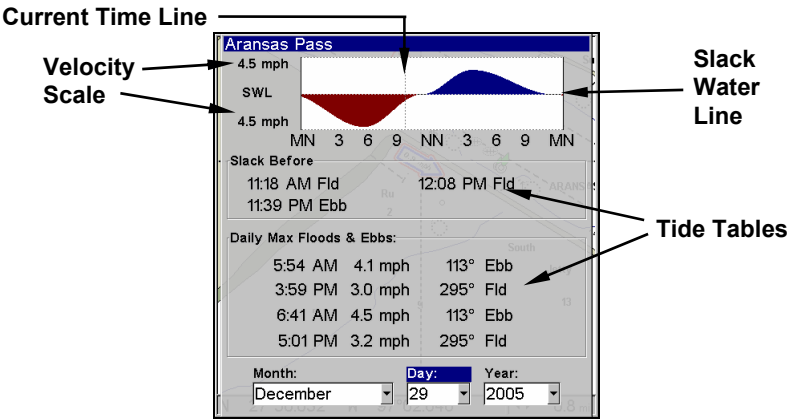 Current Time Line
Aransas Pass
Velocity
Scale
4.5 mph
SWL
4.5 mph
MN 3 6 9 NN 3 6 9 MN
Slack
Water
Line
Slack Before
11:18 AM Fld 12:08 PM Fld
11:39 PM Ebb
Tide Tables
Daily Max Floods & Ebbs:
5:54 AM 4.1 mph 113° Ebb
3:59 PM 3.0 mph 295° Fld
6:41 AM 4.5 mph 113° Ebb
5:01 PM 3.2 mph 295° Fld
Month: Day: Year:
December 29 2005
South
13
Ru
2